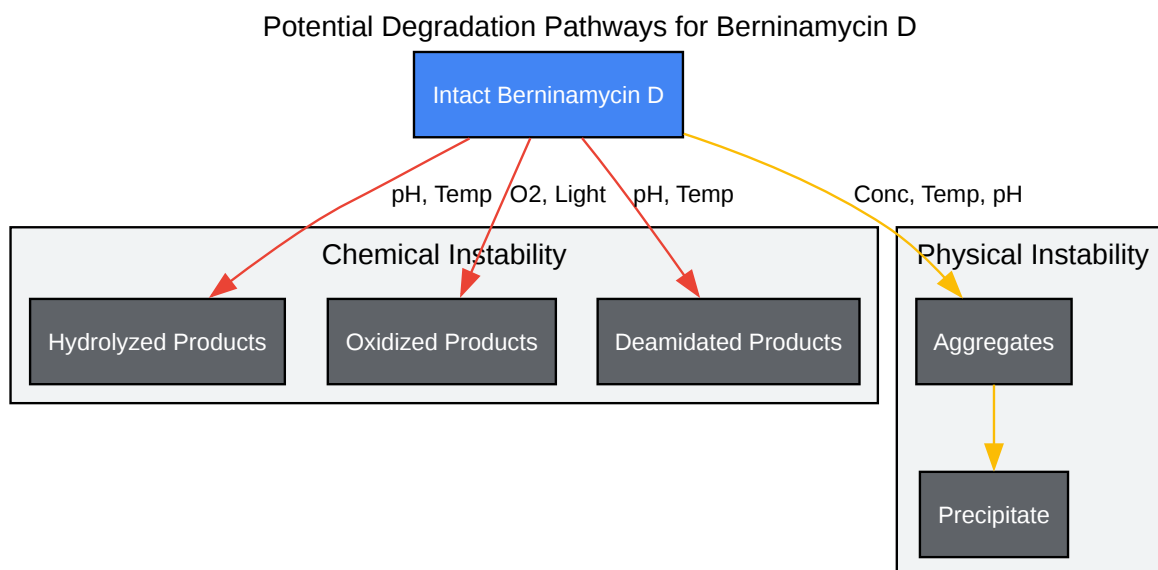 Potential Degradation Pathways for Berninamycin D
Intact Berninamycin D
pH, Temp
O2, Light
pH, Temp
Conc, Temp, pH
Chemical Instability
Physical Instability
Hydrolyzed Products
Oxidized Products
Deamidated Products
Aggregates
Precipitate